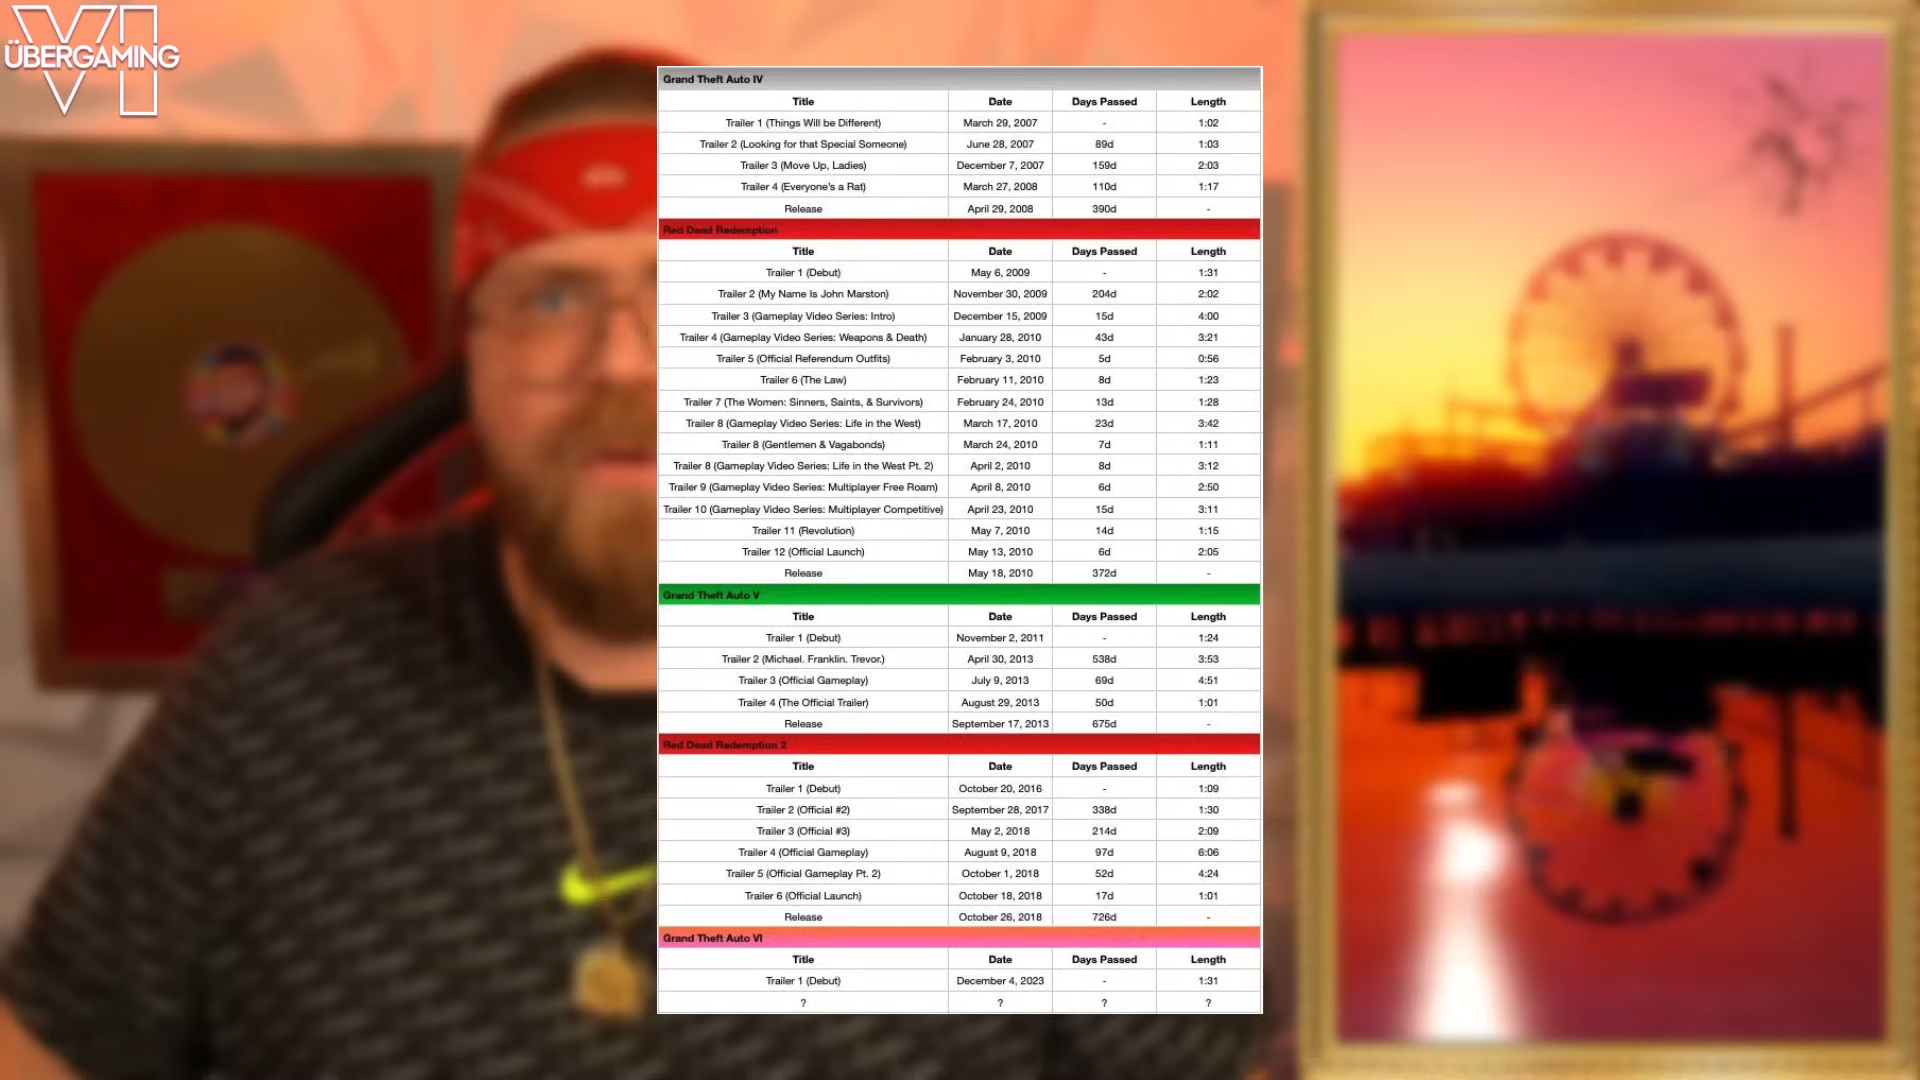 VI
ÜBERGAMING
Grand Theft Auto IV
Title Date Days Passed Length
Trailer 1 (Things Will be Different) March 29, 2007 - 1:02
Trailer 2 (Looking for that Special Someone) June 28, 2007 89d 1:03
Trailer 3 (Move Up, Ladies) December 7, 2007 159d 2:03
Trailer 4 (Everyone's a Rat) March 27, 2008 110d 1:17
Release April 29, 2008 390d -
Red Dead Redemption
Title Date Days Passed Length
Trailer 1 (Debut) May 6, 2009 - 1:31
Trailer 2 (My Name Is John Marston) November 30, 2009 204d 2:02
Trailer 3 (Gameplay Video Series: Intro) December 15, 2009 15d 4:00
Trailer 4 (Gameplay Video Series: Weapons & Death) January 28, 2010 43d 3:21
Trailer 5 (Official Referendum Outfits) February 3, 2010 5d 0:56
Trailer 6 (The Law) February 11, 2010 8d 1:23
Trailer 7 (The Women: Sinners, Saints, & Survivors) February 24, 2010 13d 1:28
Trailer 8 (Gameplay Video Series: Life in the West) March 17, 2010 23d 3:42
Trailer 8 (Gentlemen & Vagabonds) March 24, 2010 7d 1:11
Trailer 8 (Gameplay Video Series: Life in the West Pt. 2) April 2, 2010 8d 3:12
Trailer 9 (Gameplay Video Series: Multiplayer Free Roam) April 8, 2010 6d 2:50
Trailer 10 (Gameplay Video Series: Multiplayer Competitive) April 23, 2010 15d 3:11
Trailer 11 (Revolution) May 7, 2010 14d 1:15
Trailer 12 (Official Launch) May 13, 2010 6d 2:05
Release May 18, 2010 372d -
Grand Theft Auto V
Title Date Days Passed Length
Trailer 1 (Debut) November 2, 2011 - 1:24
Trailer 2 (Michael. Franklin. Trevor.) April 30, 2013 538d 3:53
Trailer 3 (Official Gameplay) July 9, 2013 69d 4:51
Trailer 4 (The Official Trailer) August 29, 2013 50d 1:01
Release September 17, 2013 675d -
Red Dead Redemption 2
Title Date Days Passed Length
Trailer 1 (Debut) October 20, 2016 - 1:09
Trailer 2 (Official #2) September 28, 2017 338d 1:30
Trailer 3 (Official #3) May 2, 2018 214d 2:09
Trailer 4 (Official Gameplay) August 9, 2018 97d 6:06
Trailer 5 (Official Gameplay Pt. 2) October 1, 2018 52d 4:24
Trailer 6 (Official Launch) October 18, 2018 17d 1:01
Release October 26, 2018 726d -
Grand Theft Auto VI
Title Date Days Passed Length
Trailer 1 (Debut) December 4, 2023 - 1:31
? ? ? ?